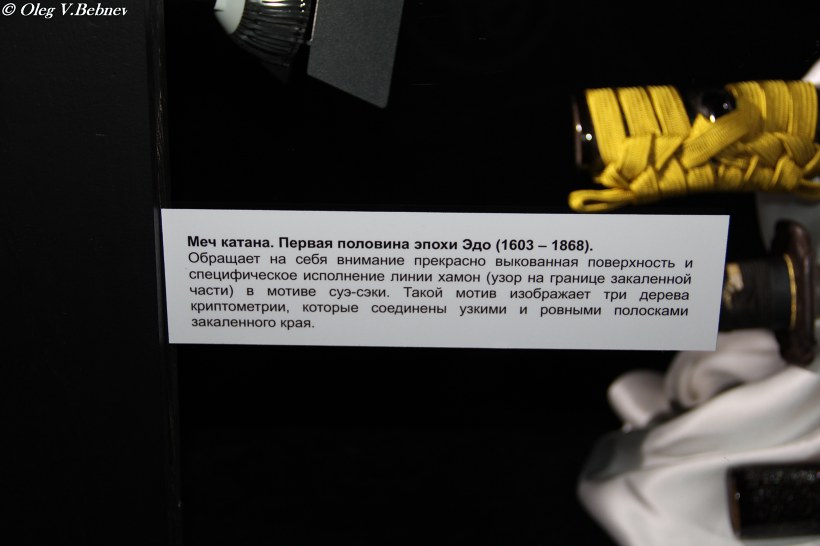 © Oleg V.Bebnev
Меч катана. Первая половина эпохи Эдо (1603 – 1868).
Обращает на себя внимание прекрасно выкованная поверхность и
специфическое исполнение линии хамон (узор на границе закаленной
части) в мотиве суэ-сэки. Такой мотив изображает три дерева
криптометрии, которые соединены узкими и ровными полосками
закаленного края.